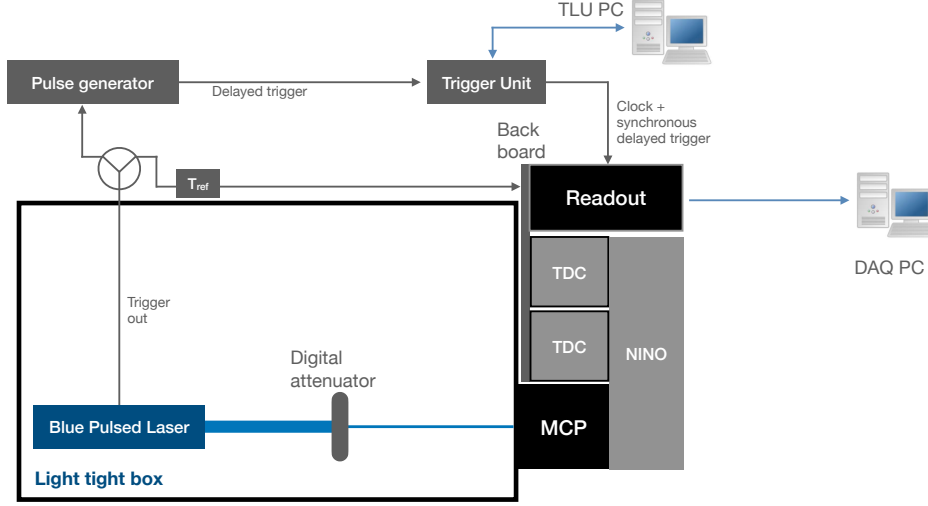 TLU PC
Pulse generator
Delayed trigger
Trigger Unit
Clock +
synchronous
delayed trigger
Back
board
Tref
Readout
DAQ PC
TDC
TDC
NINO
Trigger
out
Digital
attenuator
Blue Pulsed Laser
MCP
Light tight box